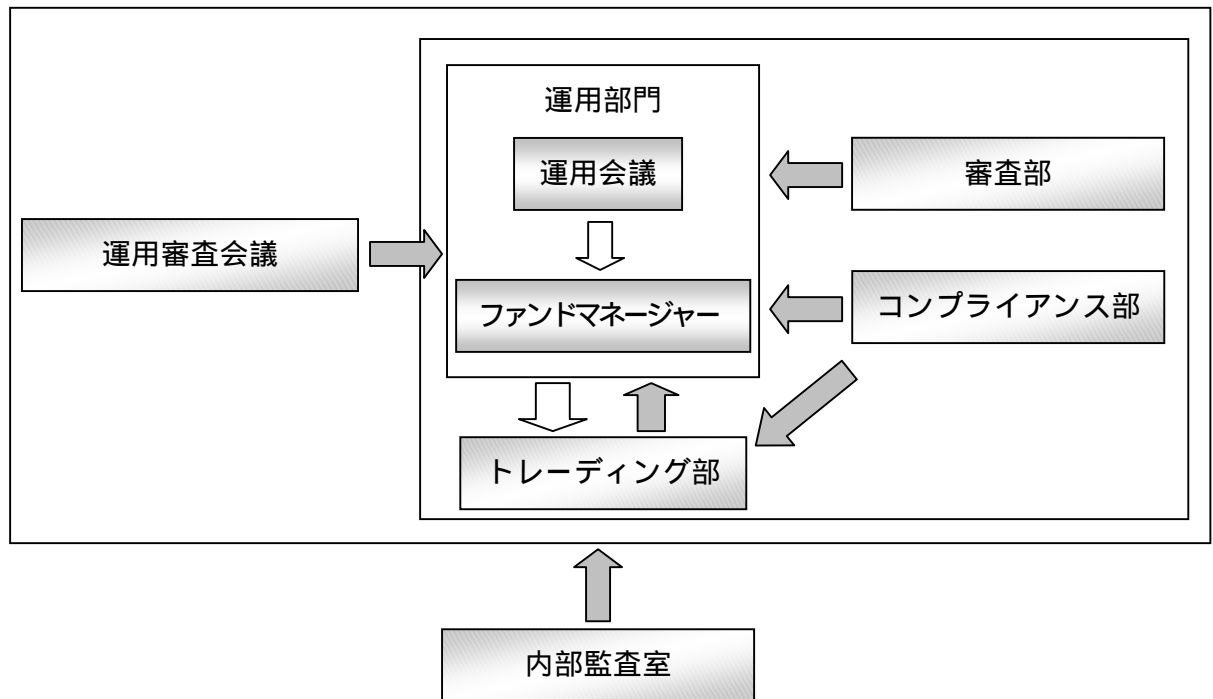 運用部門
運用会議
審査部
運用審査会議
ファンドマネージャー
コンプライアンス部
トレーディング部
内部監査室